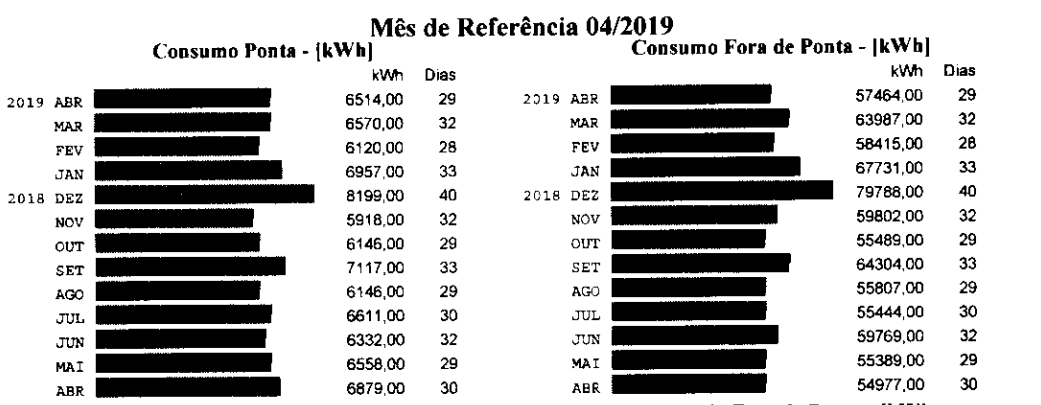 Mês de Referência 04/2019
Consumo Ponta - [kWh]
kWh Dias
2019 ABR 6514,00 29
MAR 6570,00 32
FEV 6120,00 28
JAN 6957,00 33
2018 DEZ 8199,00 40
NOV 5918,00 32
OUT 6146,00 29
SET 7117,00 33
AGO 6146,00 29
JUL 6611,00 30
JUN 6332,00 32
MAI 6558,00 29
ABR 6879,00 30
Consumo Fora de Ponta - [kWh]
kWh Dias
2019 ABR 57464,00 29
MAR 63987,00 32
FEV 58415,00 28
JAN 67731,00 33
2018 DEZ 79788,00 40
NOV 59802,00 32
OUT 55489,00 29
SET 64304,00 33
AGO 55807,00 29
JUL 55444,00 30
JUN 59769,00 32
MAI 55389,00 29
ABR 54977,00 30